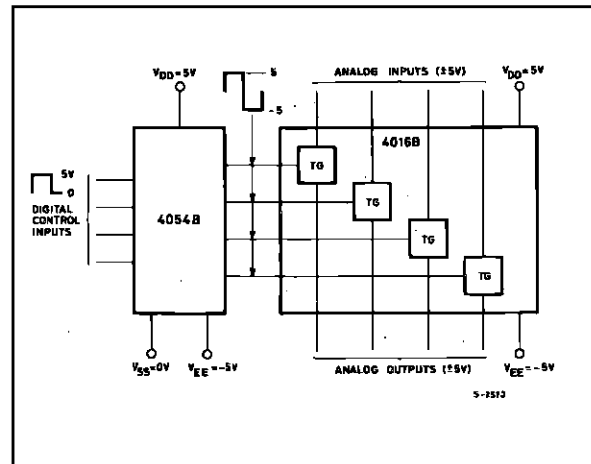 VDD=5V
5
-5
ANALOG INPUTS (±5V)
VDD=5V
4016B
TG
TG
TG
TG
5V
0
DIGITAL
CONTROL
INPUTS
4054B
VSS=0V
VEE=-5V
ANALOG OUTPUTS (±5V)
VEE=-5V